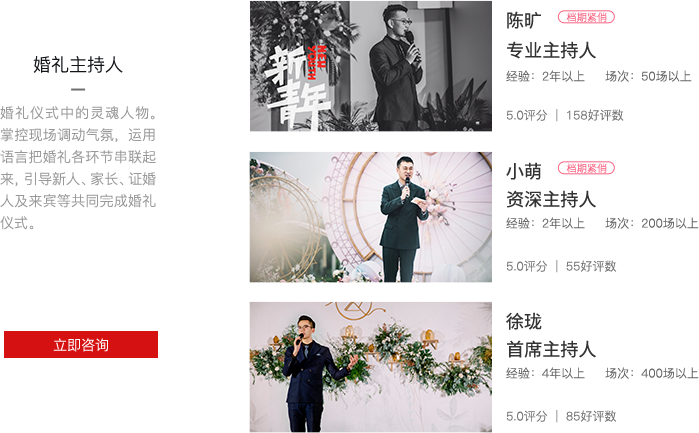 婚礼主持人
婚礼仪式中的灵魂人物。
掌控现场调动气氛，运用
语言把婚礼各环节串联起
来，引导新人、家长、证婚
人及来宾等共同完成婚礼
仪式。
立即咨询
新
青年
陈旷 档期紧俏
专业主持人
经验：2年以上 场次：50场以上
5.0评分 | 158好评数
小萌 档期紧俏
资深主持人
经验：2年以上 场次：200场以上
5.0评分 | 55好评数
徐珑
首席主持人
经验：4年以上 场次：400场以上
5.0评分 | 85好评数